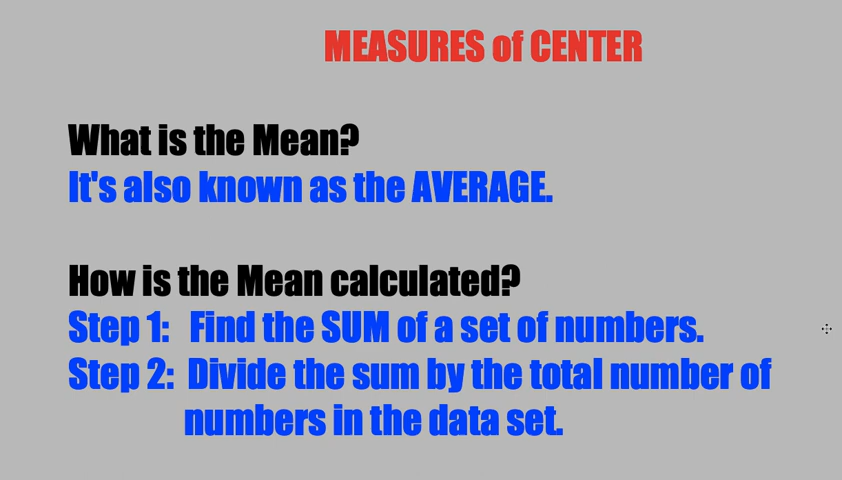 MEASURES of CENTER
What is the Mean?
It's also known as the AVERAGE.
How is the Mean calculated?
Step 1: Find the SUM of a set of numbers.
Step 2: Divide the sum by the total number of
numbers in the data set.